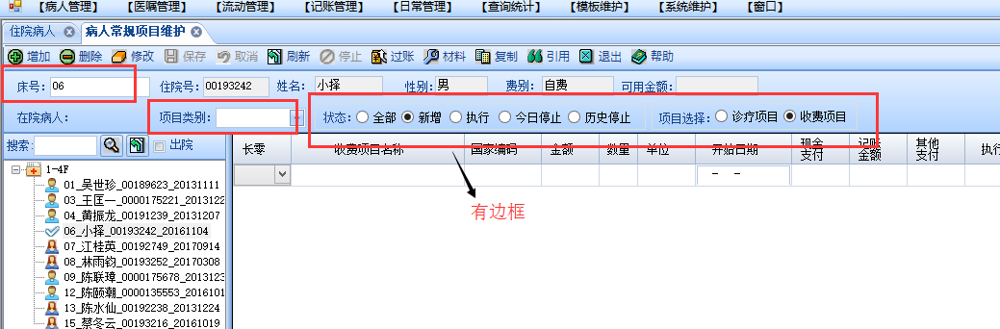 【病人管理】 【医嘱管理】 【流动管理】 【记账管理】 【日常管理】 【查询统计】 【模板维护】 【系统维护】 【窗口】
住院病人 病人常规项目维护
增加 删除 修改 保存 取消 刷新 停止 过账 材料 复制 引用 退出 帮助
床号: 06 住院号: 00193242 姓名: 小择 性别: 男 费别: 自费 可用金额:
在院病人: 项目类别: 状态: 全部 新增 执行 今日停止 历史停止 项目选择: 诊疗项目 收费项目
搜索: 出院
长零 收费项目名称 国家编码 金额 数量 单位 开始日期 现金支付 记账金额 其他支付 执行
- -
有边框
1-4F
01_吴世珍_00189623_20131111
03_王匡一_0000175221_2013122
04_黄振龙_00191239_20131207
06_小择_00193242_20161104
07_江桂英_00192749_20170914
08_林雨钧_00193252_20170308
09_陈联璋_0000175678_2013123
12_陈颐潮_0000135553_2016101
13_陈水仙_00192238_20131224
15_蔡冬云_00193216_20161019